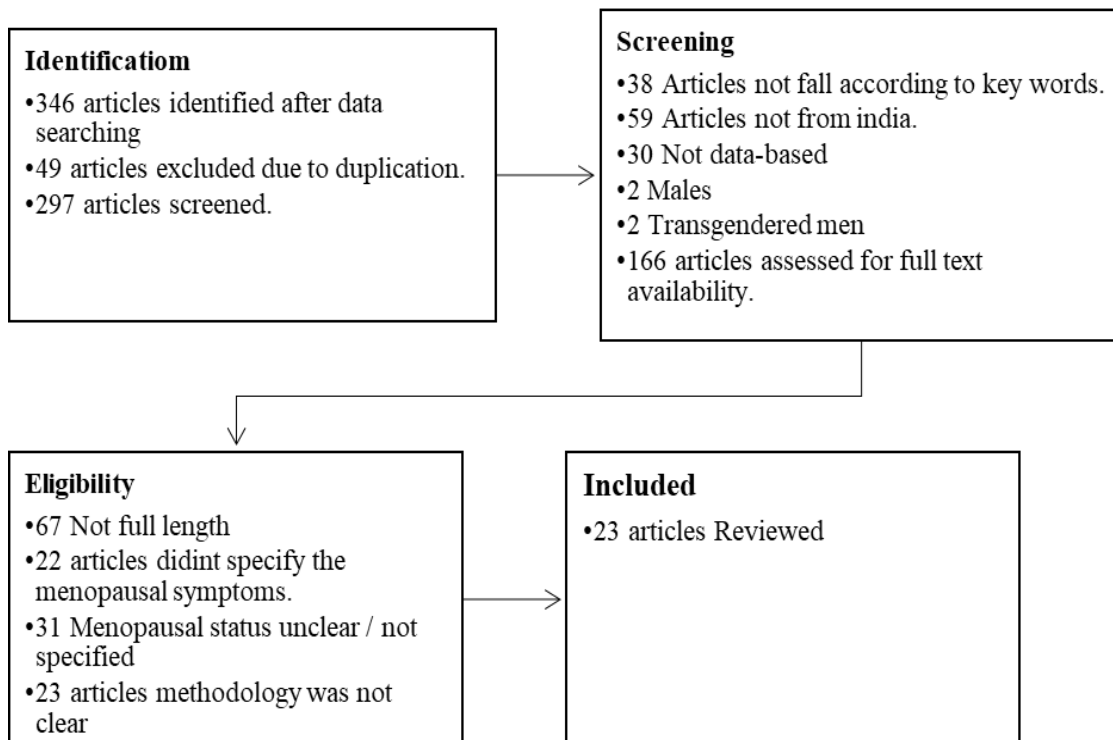 Identificatiom
•346 articles identified after data
searching
•49 articles excluded due to duplication.
•297 articles screened.
Screening
•38 Articles not fall according to key words.
•59 Articles not from india.
•30 Not data-based
•2 Males
•2 Transgendered men
•166 articles assessed for full text
availability.
Eligibility
•67 Not full length
•22 articles didint specify the
menopausal symptoms.
•31 Menopausal status unclear / not
specified
•23 articles methodology was not
clear
Included
•23 articles Reviewed